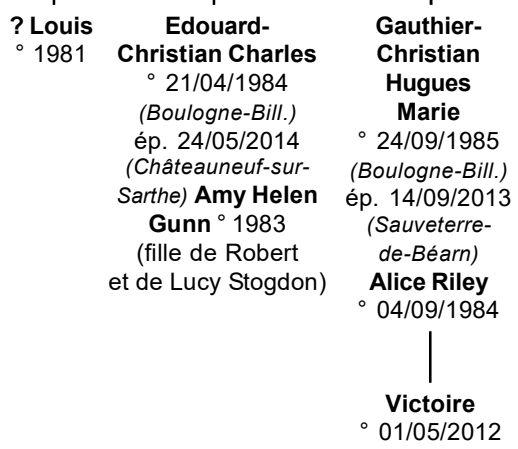 ? Louis
° 1981
Edouard-
Christian Charles
° 21/04/1984
(Boulogne-Bill.)
ép. 24/05/2014
(Châteauneuf-sur-
Sarthe) Amy Helen
Gunn ° 1983
(fille de Robert
et de Lucy Stogdon)
Gauthier-
Christian
Hugues
Marie
° 24/09/1985
(Boulogne-Bill.)
ép. 14/09/2013
(Sauveterre-
de-Béarn)
Alice Riley
° 04/09/1984
Victoire
° 01/05/2012